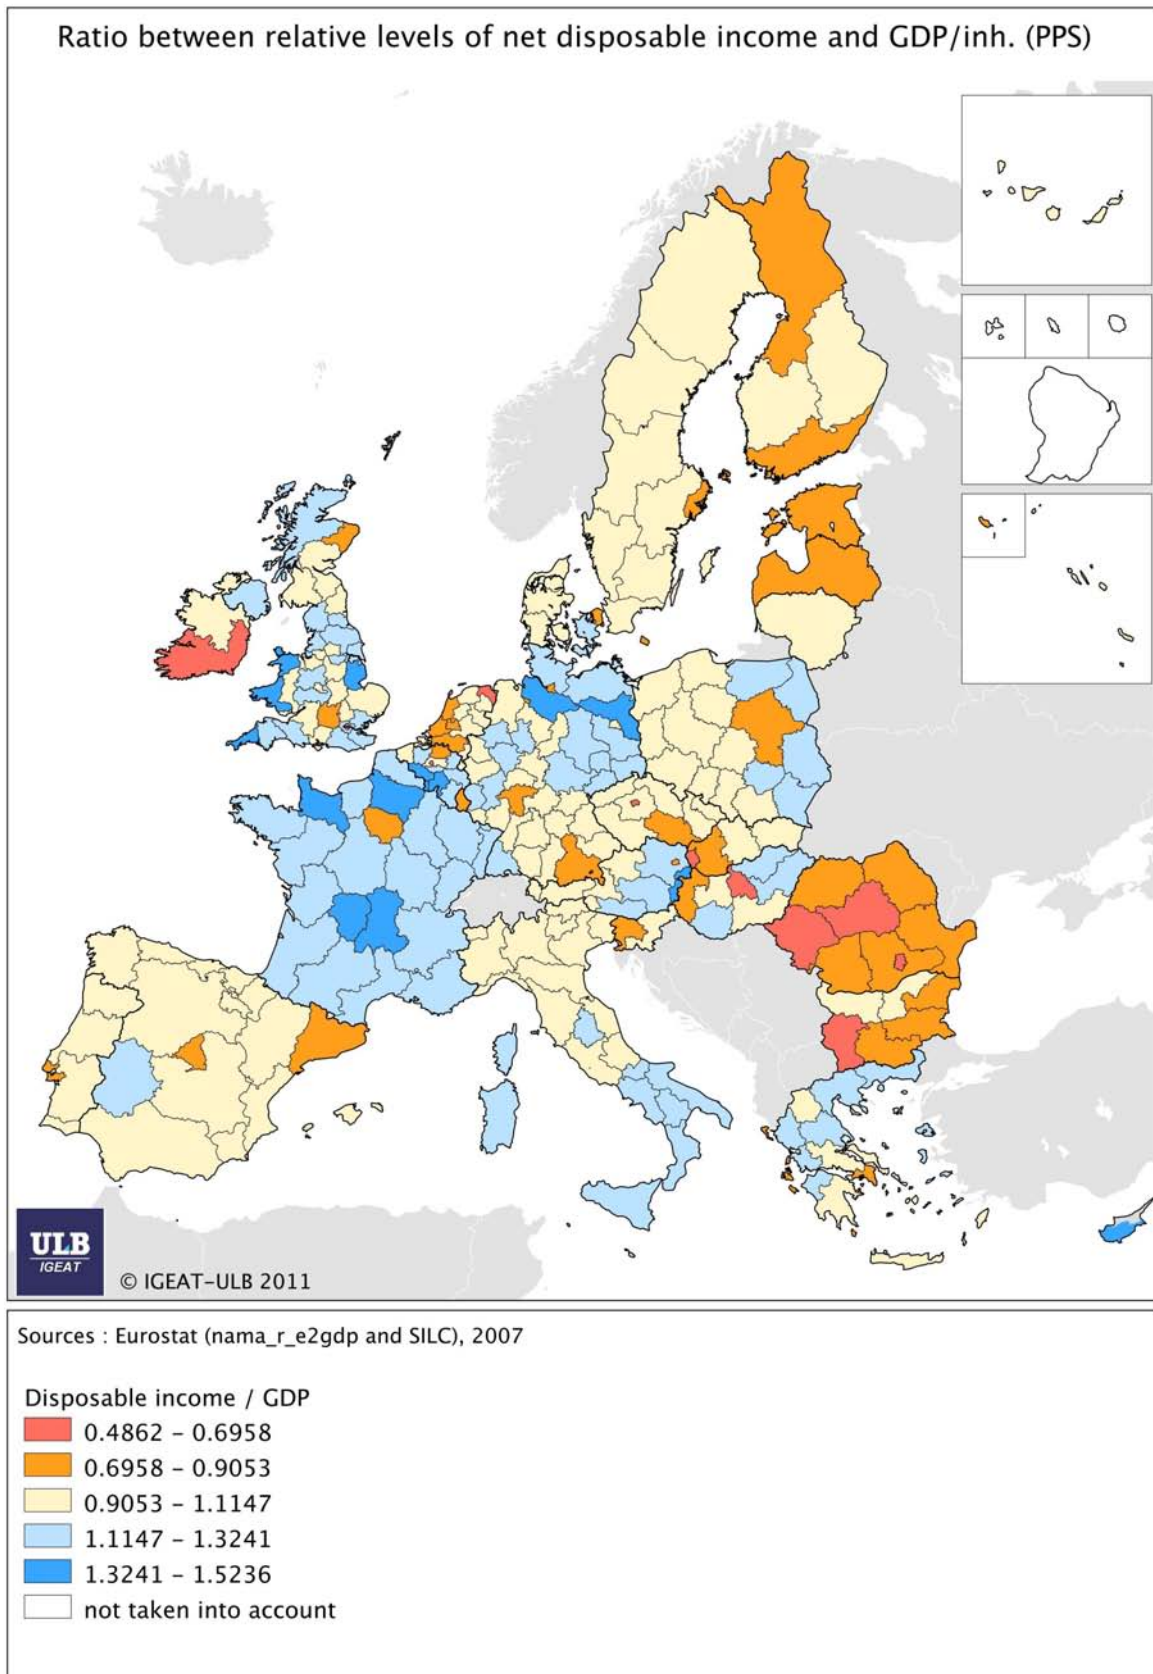 Ratio between relative levels of net disposable income and GDP/inh. (PPS)
ULB
IGEAT
© IGEAT-ULB 2011
Sources : Eurostat (nama_r_e2gdp and SILC), 2007
Disposable income / GDP
0.4862 - 0.6958
0.6958 - 0.9053
0.9053 - 1.1147
1.1147 - 1.3241
1.3241 - 1.5236
not taken into account